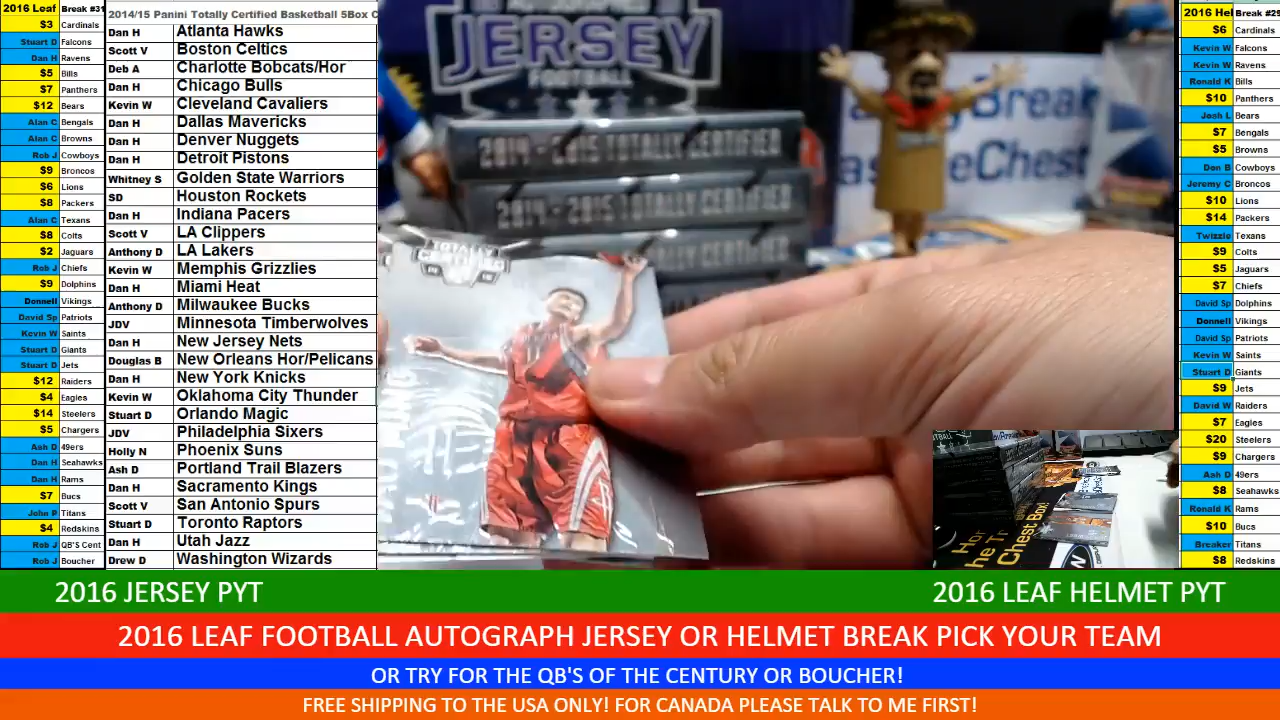 2016 Leaf Break #31
$3 Cardinals
Stuart D Falcons
Dan H Ravens
$5 Bills
$7 Panthers
$12 Bears
Alan C Bengals
Alan C Browns
Rob J Cowboys
$9 Broncos
$6 Lions
$8 Packers
Alan C Texans
$8 Colts
$2 Jaguars
Rob J Chiefs
$9 Dolphins
Donnell Vikings
David Sp Patriots
Kevin W Saints
Stuart D Giants
Stuart D Jets
$12 Raiders
$4 Eagles
$14 Steelers
$5 Chargers
Ash D 49ers
Dan H Seahawks
Dan H Rams
$7 Bucs
John P Titans
$4 Redskins
Rob J QB'S Cent
Rob J Boucher
2014/15 Panini Totally Certified Basketball 5Box C
Dan H Atlanta Hawks
Scott V Boston Celtics
Deb A Charlotte Bobcats/Hor
Dan H Chicago Bulls
Kevin W Cleveland Cavaliers
Dan H Dallas Mavericks
Dan H Denver Nuggets
Dan H Detroit Pistons
Whitney S Golden State Warriors
SD Houston Rockets
Dan H Indiana Pacers
Scott V LA Clippers
Anthony D LA Lakers
Kevin W Memphis Grizzlies
Dan H Miami Heat
Anthony D Milwaukee Bucks
JDV Minnesota Timberwolves
Dan H New Jersey Nets
Douglas B New Orleans Hor/Pelicans
Dan H New York Knicks
Kevin W Oklahoma City Thunder
Stuart D Orlando Magic
JDV Philadelphia Sixers
Holly N Phoenix Suns
Ash D Portland Trail Blazers
Dan H Sacramento Kings
Scott V San Antonio Spurs
Stuart D Toronto Raptors
Dan H Utah Jazz
Drew D Washington Wizards
JERSEY
FOOTBALL
2014 - 2015 TOTALLY CERTIFIED
2014 - 2015 TOTALLY CERTIFIED
CERTIFIED
Break
Chest
Chest Box!
2016 Hel Break #29
$6 Cardinals
Kevin W Falcons
Kevin W Ravens
Ronald K Bills
$10 Panthers
Josh L Bears
$7 Bengals
$5 Browns
Don B Cowboys
Jeremy C Broncos
$10 Lions
$14 Packers
Twizzle Texans
$9 Colts
$5 Jaguars
$7 Chiefs
David Sp Dolphins
Donnell Vikings
David Sp Patriots
Kevin W Saints
Stuart D Giants
$9 Jets
David W Raiders
$7 Eagles
$20 Steelers
$9 Chargers
Ash D 49ers
$8 Seahawks
Ronald K Rams
$10 Bucs
Breaker Titans
$8 Redskins
2016 JERSEY PYT
2016 LEAF HELMET PYT
2016 LEAF FOOTBALL AUTOGRAPH JERSEY OR HELMET BREAK PICK YOUR TEAM
OR TRY FOR THE QB'S OF THE CENTURY OR BOUCHER!
FREE SHIPPING TO THE USA ONLY! FOR CANADA PLEASE TALK TO ME FIRST!